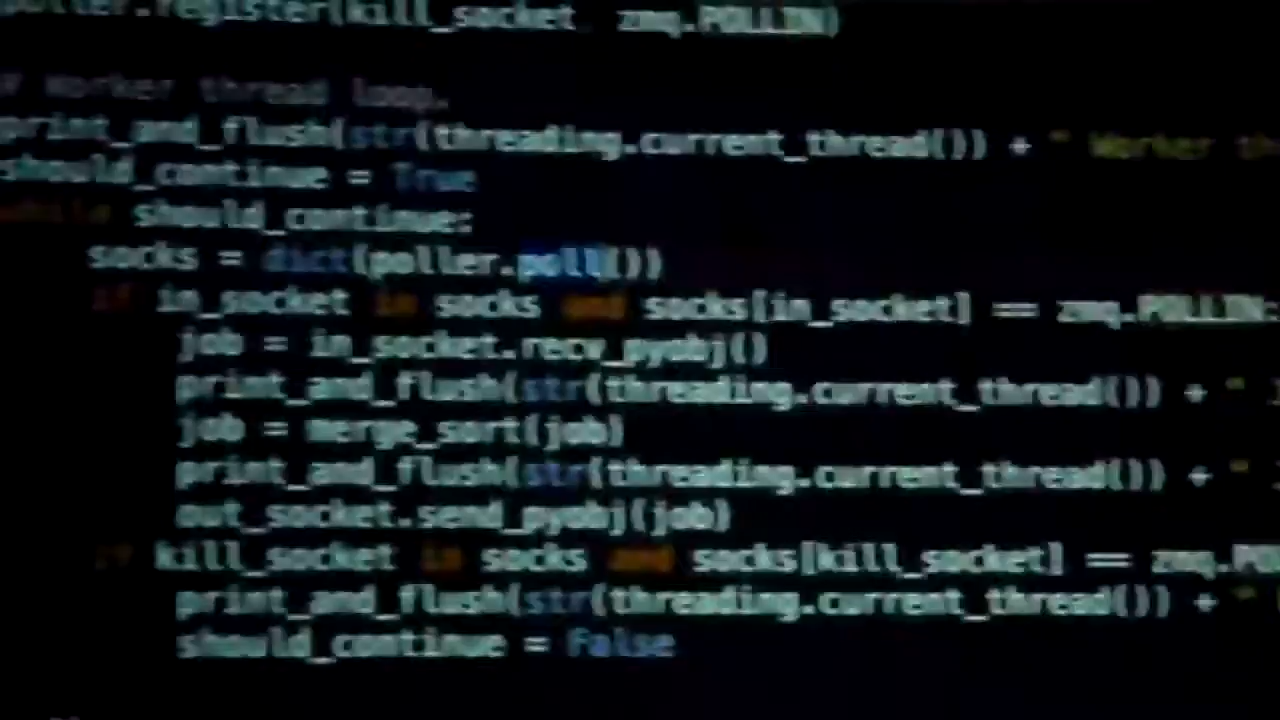 poller.register(kill_socket, zmq.POLLIN)
# Worker thread loop.
print_and_flush(str(threading.current_thread()) + " Worker
should_continue = True
while should_continue:
socks = dict(poller.poll())
if in_socket in socks and socks[in_socket] == zmq.POLLIN:
job = in_socket.recv_pyobj()
print_and_flush(str(threading.current_thread()) + "
job = merge_sort(job)
print_and_flush(str(threading.current_thread()) + "
out_socket.send_pyobj(job)
if kill_socket in socks and socks[kill_socket] == zmq.PO
print_and_flush(str(threading.current_thread()) + "
should_continue = False